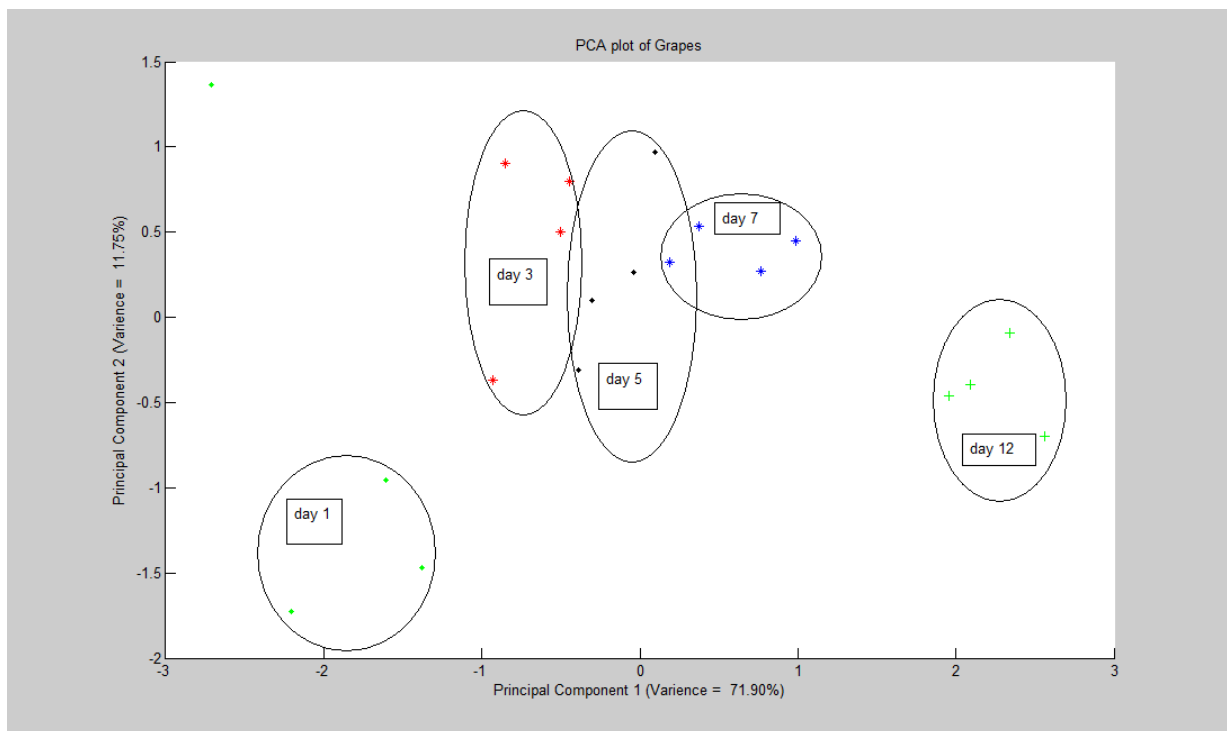 PCA plot of Grapes
1.5
1
0.5
0
-0.5
-1
-1.5
-2
-3
-2
-1
0
1
2
3
Principal Component 2 (Varience = 11.75%)
Principal Component 1 (Varience = 71.90%)
day 7
day 3
day 5
day 12
day 1